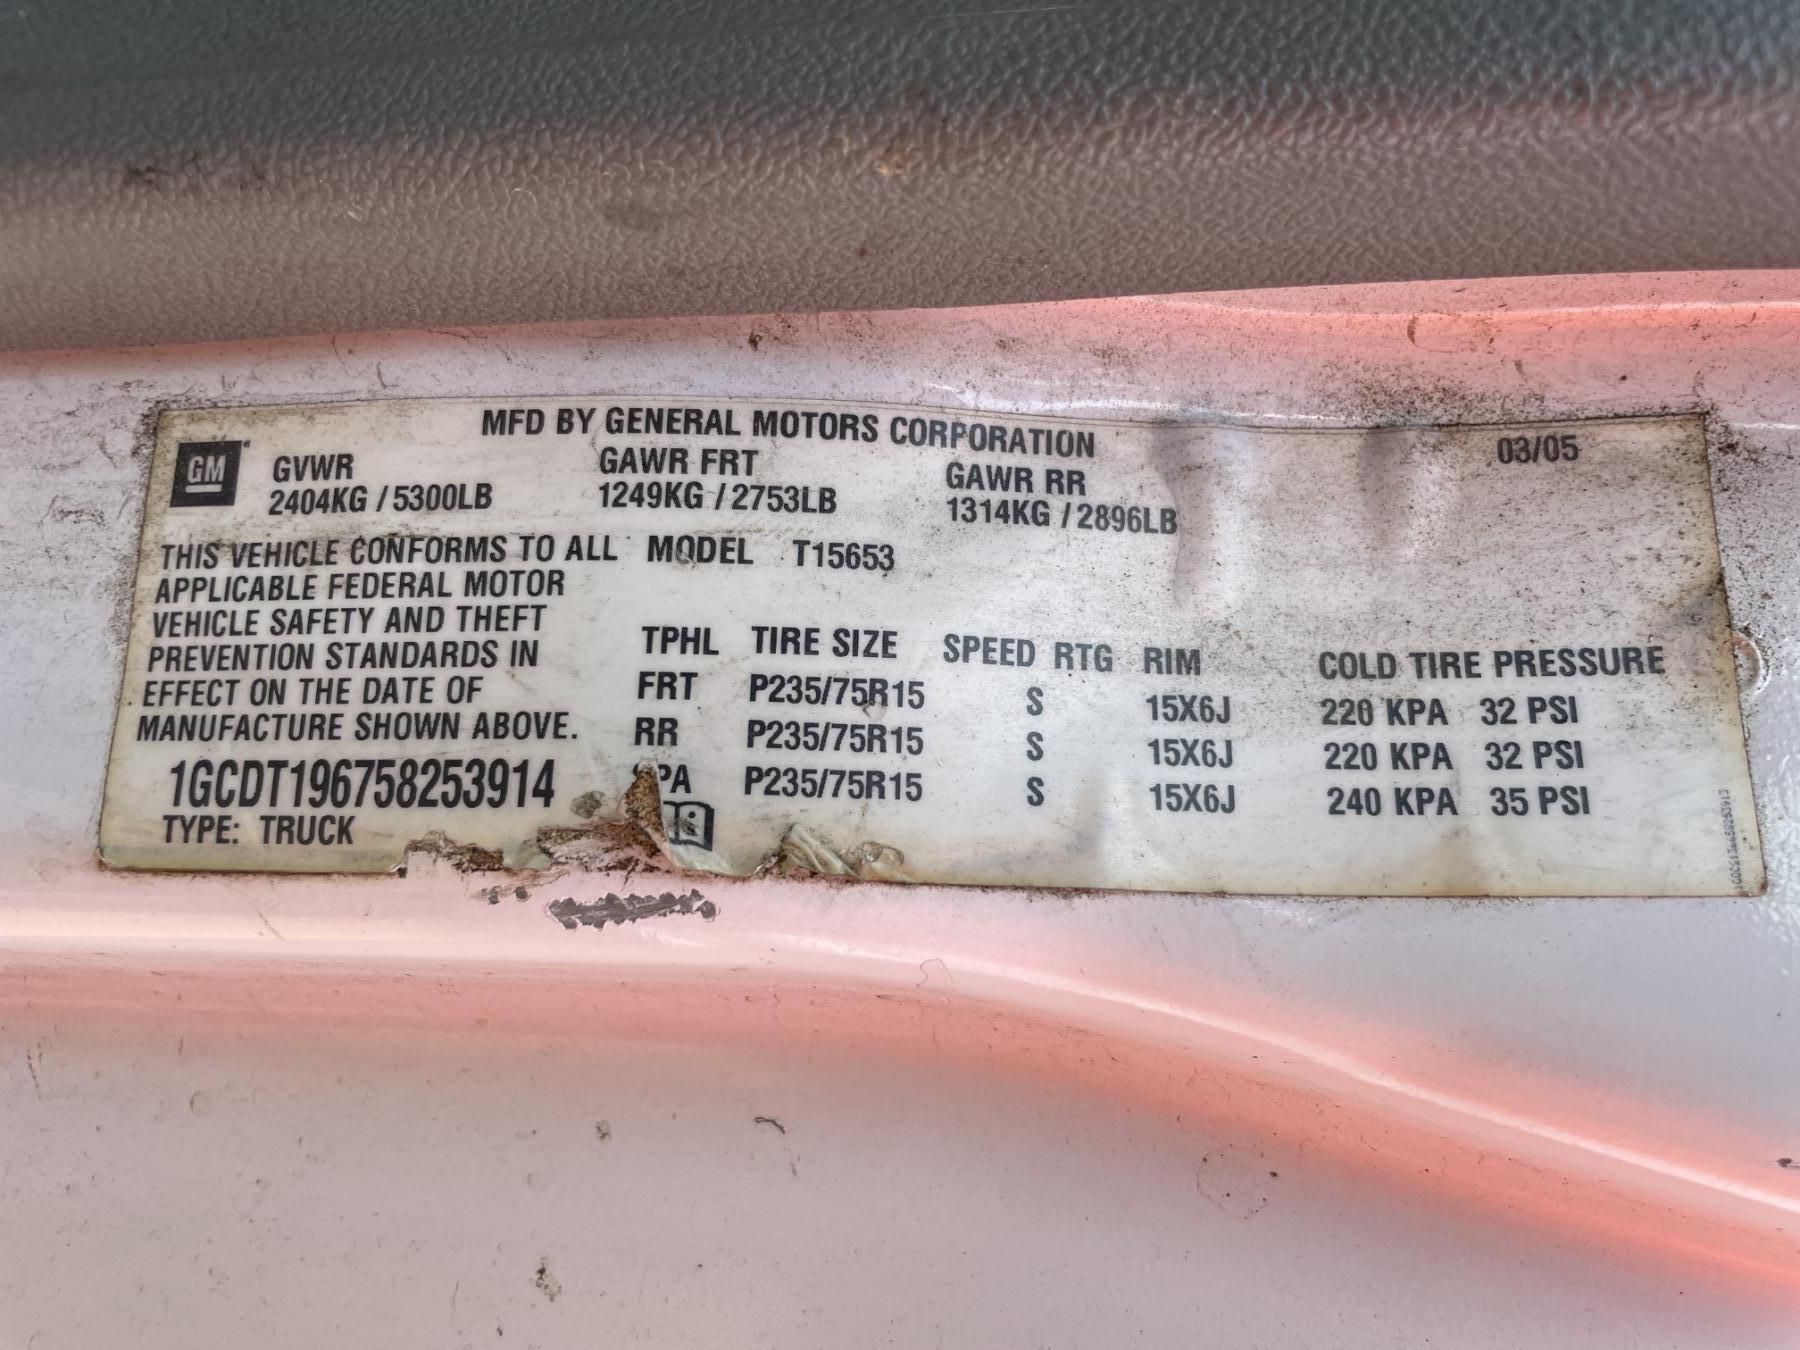 MFD BY GENERAL MOTORS CORPORATION 03/05
GM
GVWR GAWR FRT GAWR RR
2404KG / 5300LB 1249KG / 2753LB 1314KG / 2896LB
THIS VEHICLE CONFORMS TO ALL
APPLICABLE FEDERAL MOTOR
VEHICLE SAFETY AND THEFT
PREVENTION STANDARDS IN
EFFECT ON THE DATE OF
MANUFACTURE SHOWN ABOVE.
1GCDT196758253914
TYPE: TRUCK
MODEL T15653
TPHL TIRE SIZE SPEED RTG RIM COLD TIRE PRESSURE
FRT P235/75R15 S 15X6J 220 KPA 32 PSI
RR P235/75R15 S 15X6J 220 KPA 32 PSI
SPA P235/75R15 S 15X6J 240 KPA 35 PSI